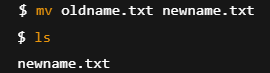 $ mv oldname.txt newname.txt
$ ls
newname.txt